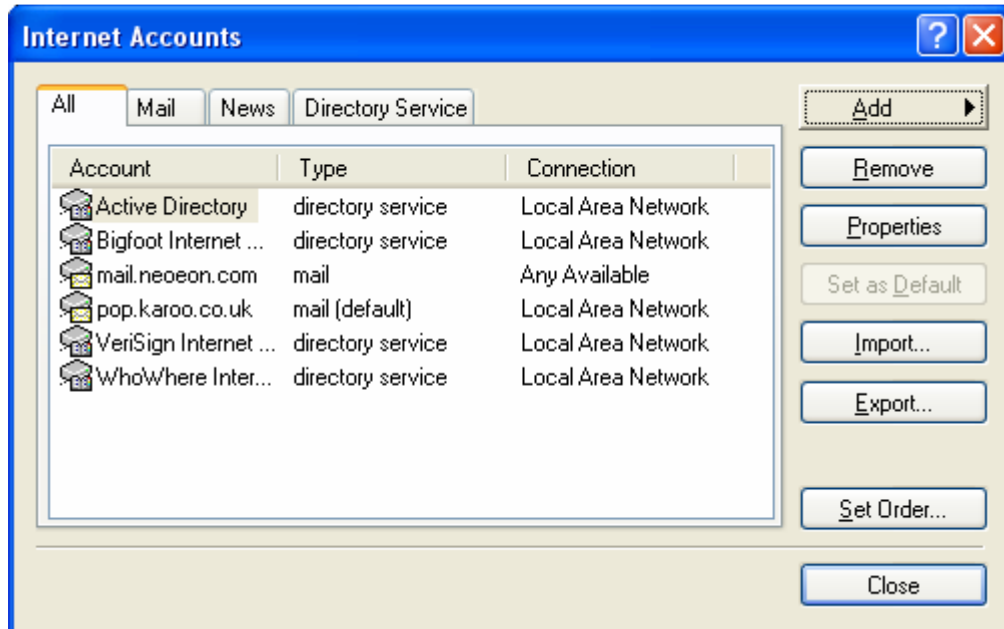 Internet Accounts
All Mail News Directory Service
Add
Account Type Connection
Remove
Active Directory directory service Local Area Network
Bigfoot Internet ... directory service Local Area Network
Properties
mail.neoeon.com mail Any Available
Set as Default
pop.karoo.co.uk mail (default) Local Area Network
VeriSign Internet ... directory service Local Area Network
Import...
WhoWhere Inter... directory service Local Area Network
Export...
Set Order...
Close